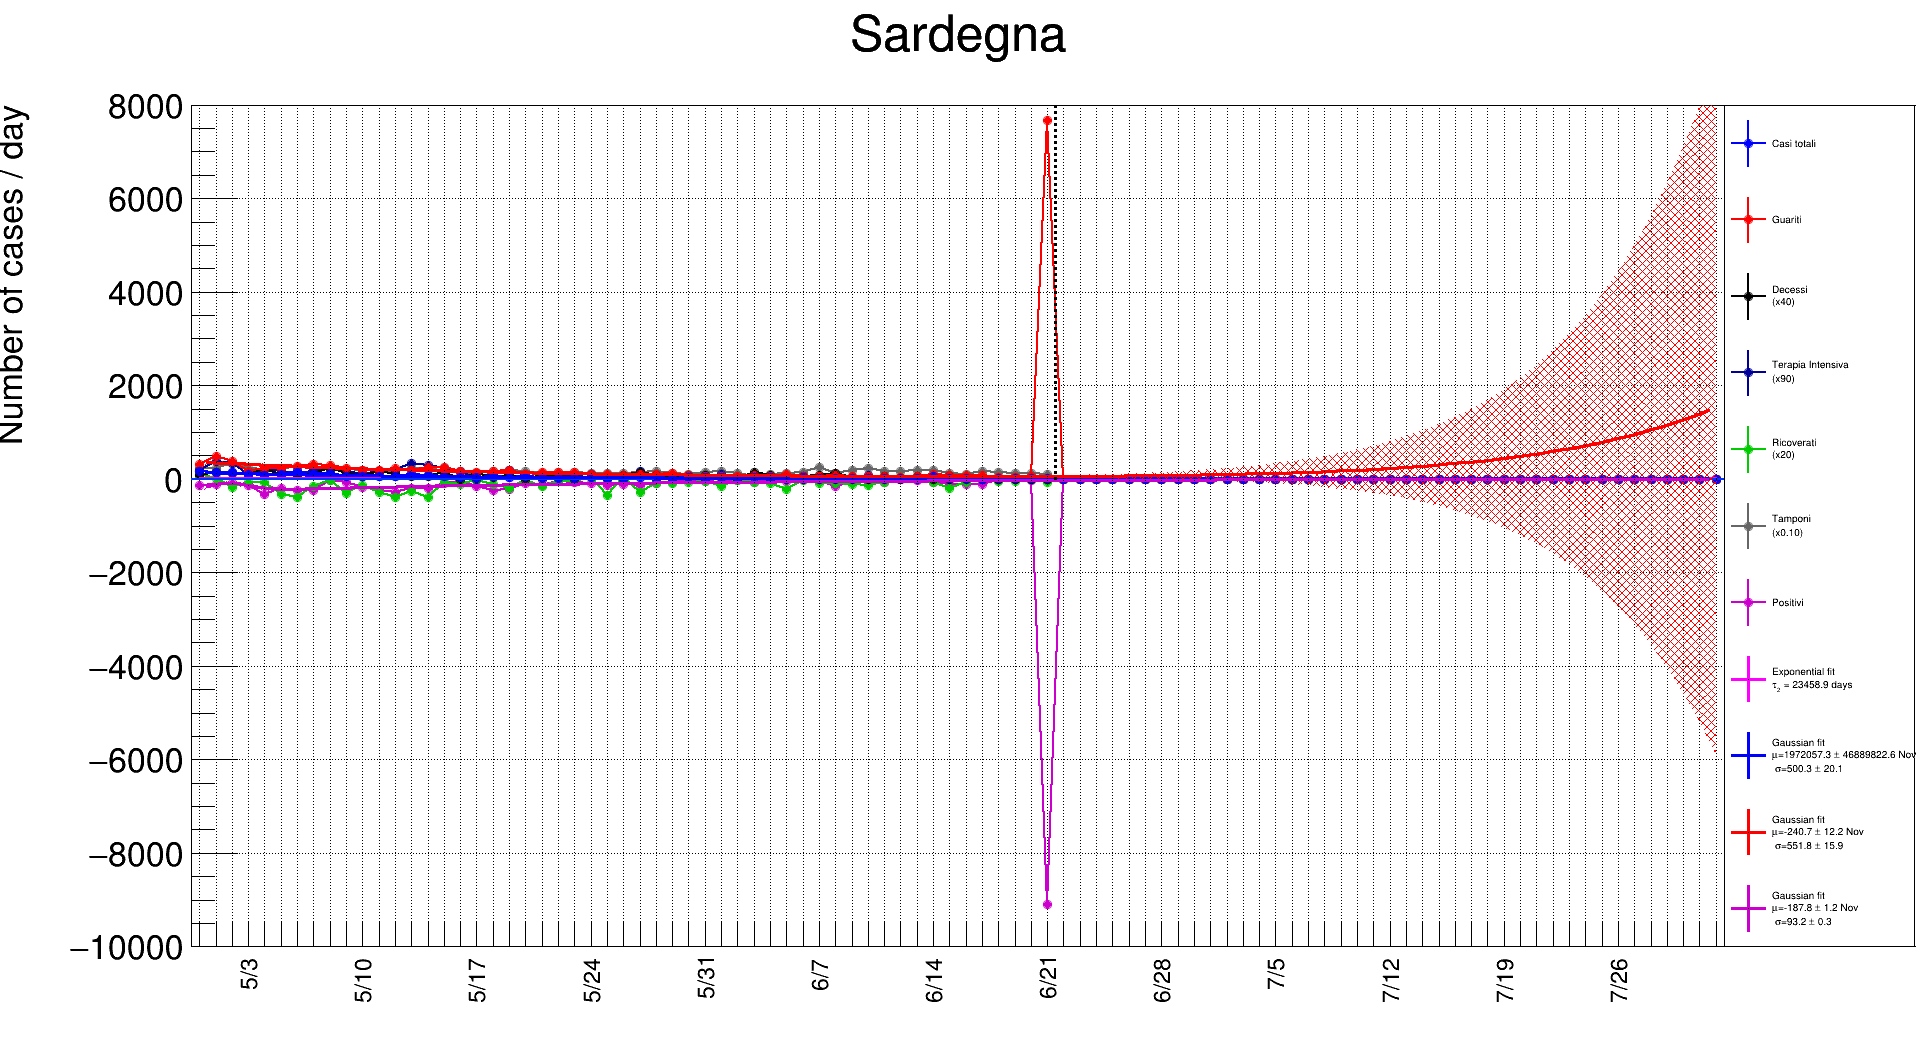 Sardegna
Number of cases / day
8000
6000
4000
2000
0
−2000
−4000
−6000
−8000
−10000
5/3
5/10
5/17
5/24
5/31
6/7
6/14
6/21
6/28
7/5
7/12
7/19
7/26
Casi totali
Guariti
Decessi
(x40)
Terapia Intensiva
(x90)
Ricoverati
(x20)
Tamponi
(x0.10)
Positivi
Exponential fit
τ2 = 23458.9 days
Gaussian fit
μ=1972057.3 ± 46889822.6 Nov
σ=500.3 ± 20.1
Gaussian fit
μ=-240.7 ± 12.2 Nov
σ=551.8 ± 15.9
Gaussian fit
μ=-187.8 ± 1.2 Nov
σ=93.2 ± 0.3